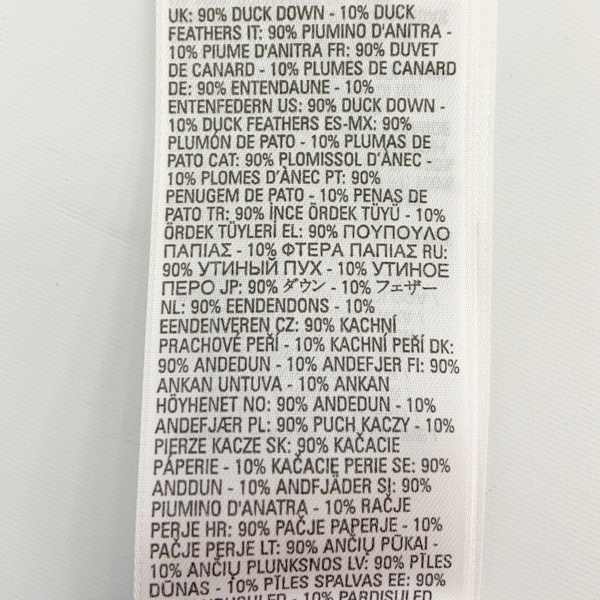 UK: 90% DUCK DOWN - 10% DUCK
FEATHERS IT: 90% PIUMINO D'ANITRA -
10% PIUME D'ANITRA FR: 90% DUVET
DE CANARD - 10% PLUMES DE CANARD
DE: 90% ENTENDAUNE - 10%
ENTENFEDERN US: 90% DUCK DOWN -
10% DUCK FEATHERS ES-MX: 90%
PLUMÓN DE PATO - 10% PLUMAS DE
PATO CAT: 90% PLOMISSOL D'ÀNEC -
10% PLOMES D'ÀNEC PT: 90%
PENUGEM DE PATO - 10% PENAS DE
PATO TR: 90% İNCE ÖRDEK TÜYÜ - 10%
ÖRDEK TÜYLERİ EL: 90% ΠΟΥΠΟΥΛΟ
ΠΑΠΙΑΣ - 10% ΦΤΕΡΑ ΠΑΠΙΑΣ RU:
90% УТИНЫЙ ПУХ - 10% УТИНОЕ
ПЕРО JP: 90% ダウン - 10% フェザー
NL: 90% EENDENDONS - 10%
EENDENVEREN CZ: 90% KACHNÍ
PRACHOVÉ PEŘÍ - 10% KACHNÍ PEŘÍ DK:
90% ANDEDUN - 10% ANDEFJER FI: 90%
ANKAN UNTUVA - 10% ANKAN
HÖYHENET NO: 90% ANDEDUN - 10%
ANDEFJÆR PL: 90% PUCH KACZY - 10%
PIERZE KACZE SK: 90% KAČACIE
PÁPERIE - 10% KAČACIE PERIE SE: 90%
ANDDUN - 10% ANDFJÄDER SI: 90%
PIUMINO D'ANATRA - 10% RAČJE
PERJE HR: 90% PAČJE PAPERJE - 10%
PAČJE PERJE LT: 90% ANČIŲ PŪKAI -
10% ANČIŲ PLUNKSNOS LV: 90% PĪLES
DŪNAS - 10% PĪLES SPALVAS EE: 90%
- 10% PARDISULED